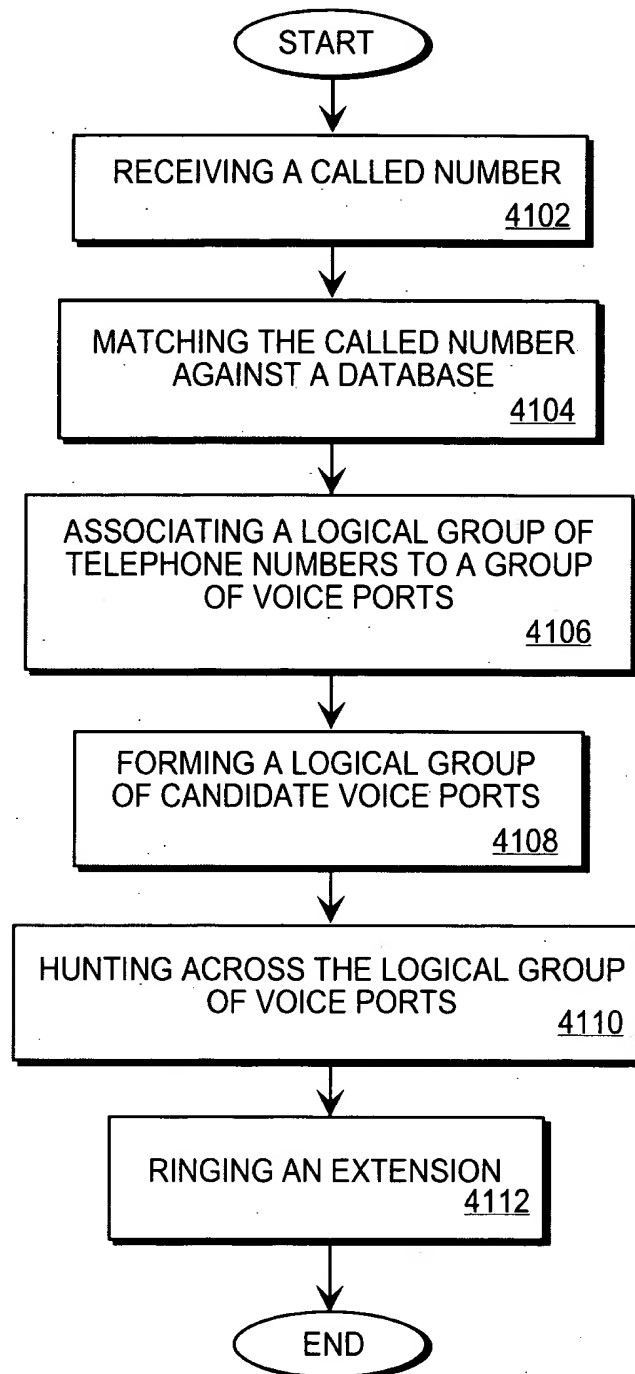 START
RECEIVING A CALLED NUMBER
4102
MATCHING THE CALLED NUMBER
AGAINST A DATABASE
4104
ASSOCIATING A LOGICAL GROUP OF
TELEPHONE NUMBERS TO A GROUP
OF VOICE PORTS
4106
FORMING A LOGICAL GROUP
OF CANDIDATE VOICE PORTS
4108
HUNTING ACROSS THE LOGICAL GROUP
OF VOICE PORTS
4110
RINGING AN EXTENSION
4112
END